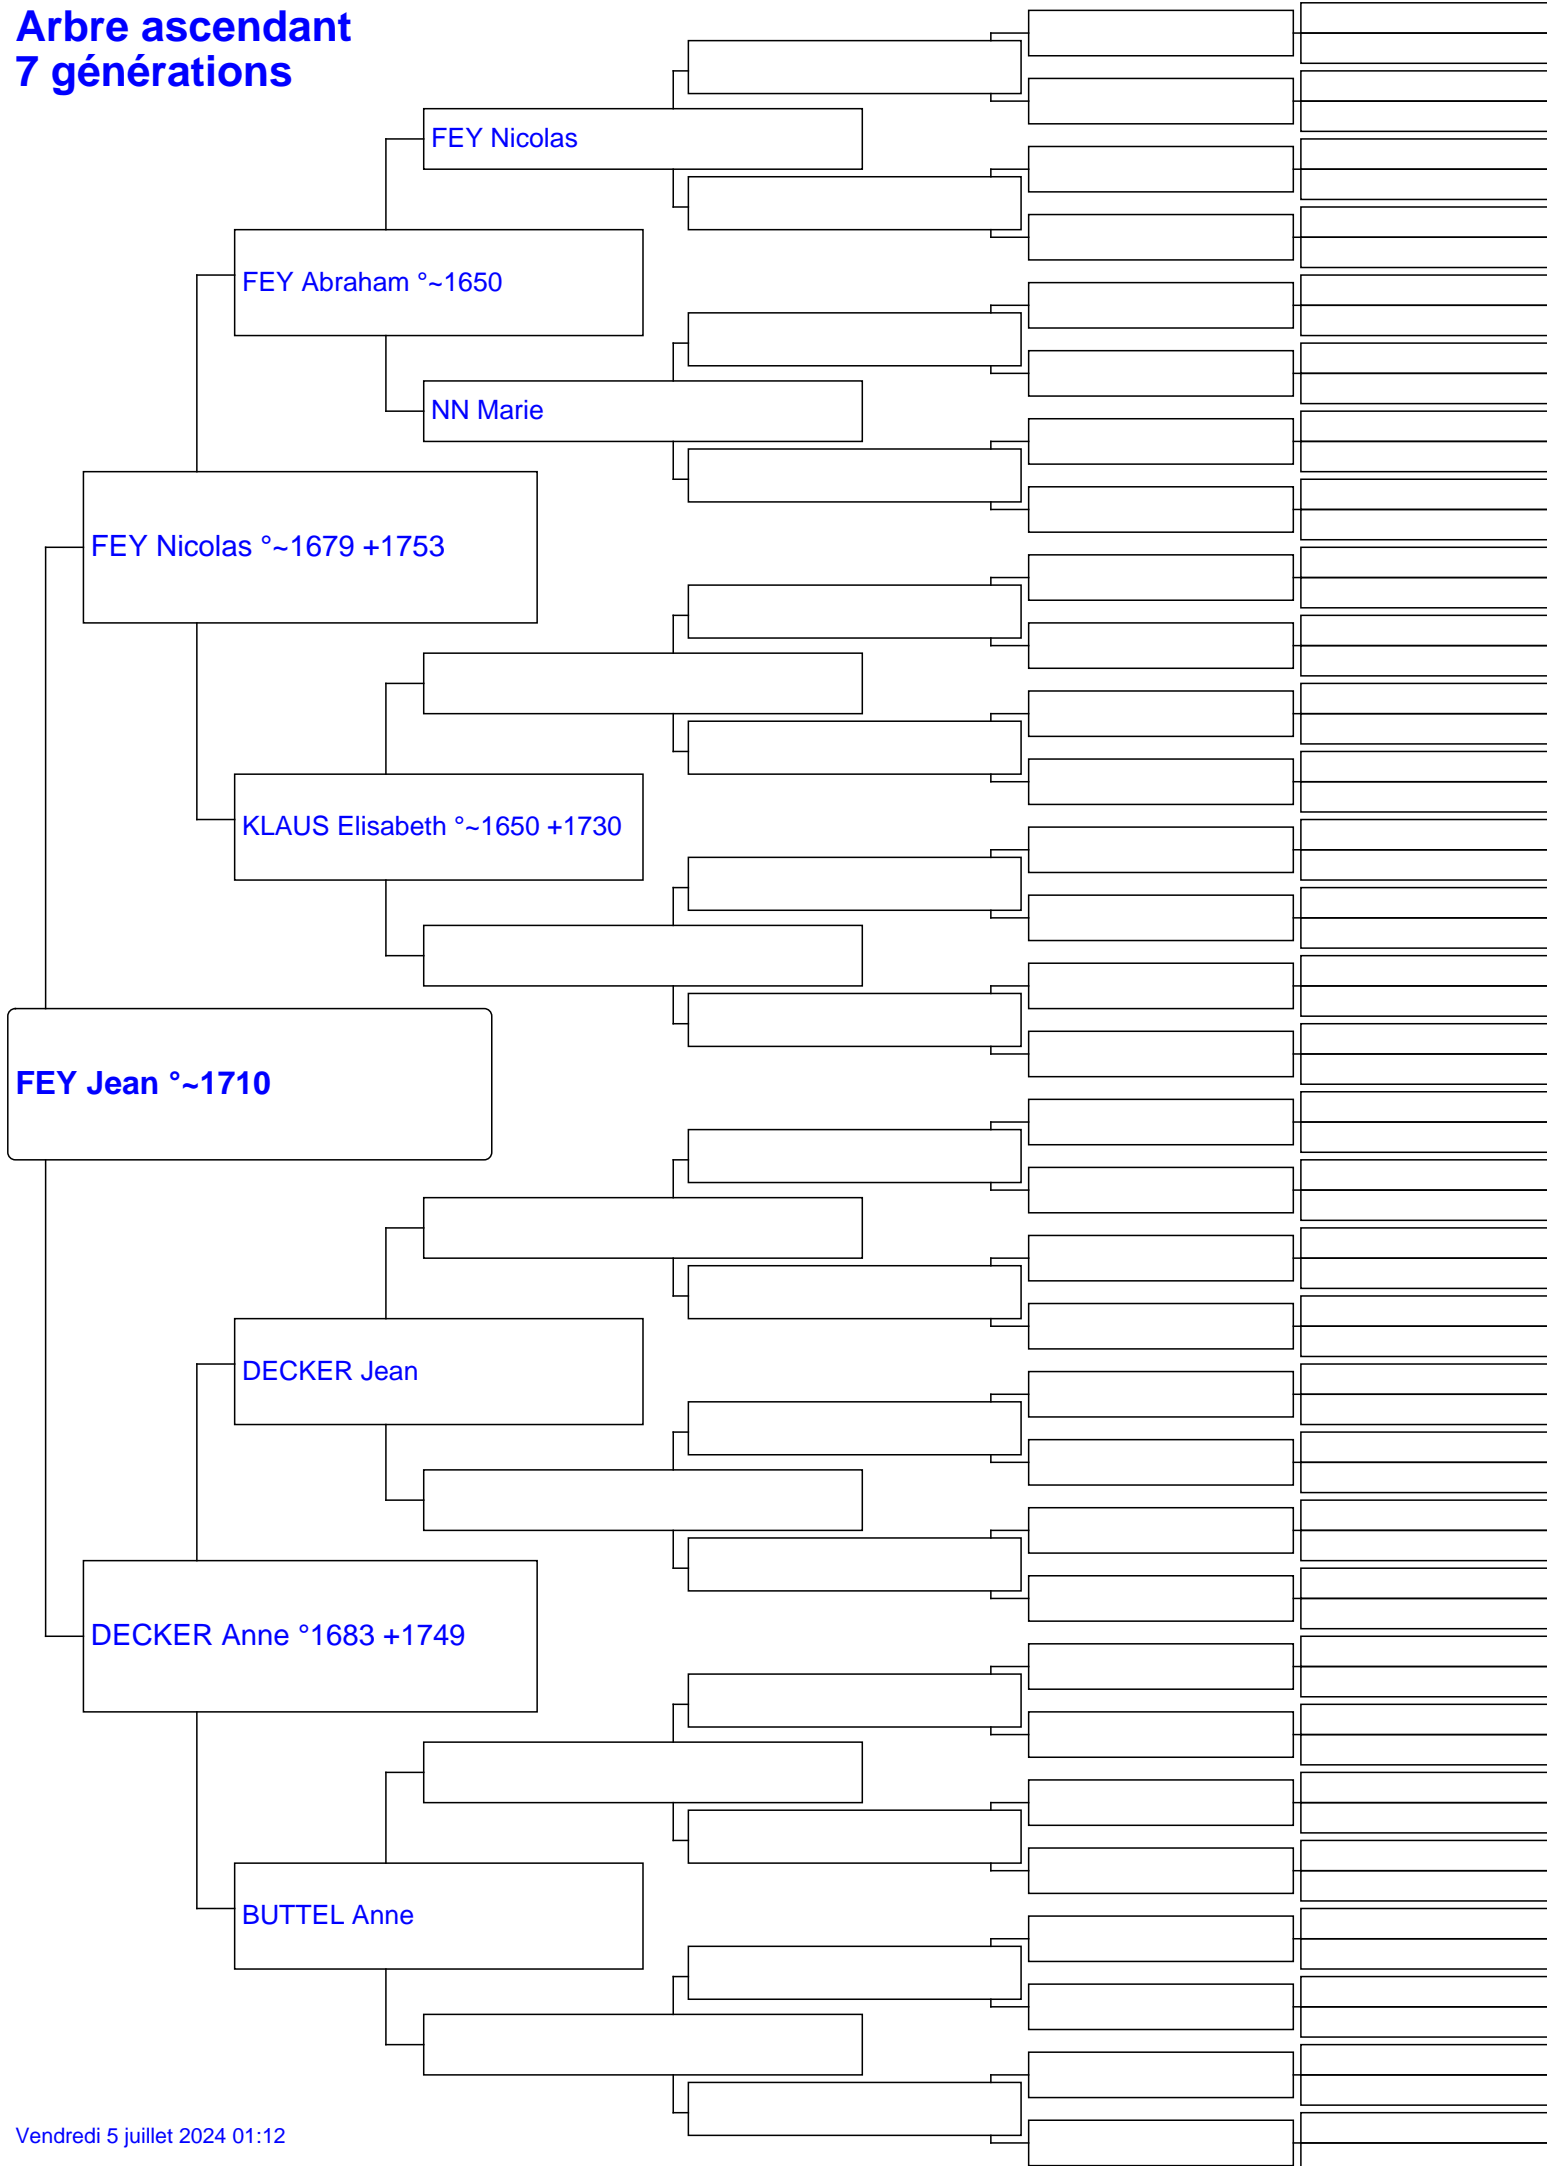 Arbre ascendant
7 générations
FEY Nicolas
FEY Abraham °~1650
NN Marie
FEY Nicolas °~1679 +1753
KLAUS Elisabeth °~1650 +1730
FEY Jean °~1710
DECKER Jean
DECKER Anne °1683 +1749
BUTTEL Anne
Vendredi 5 juillet 2024 01:12